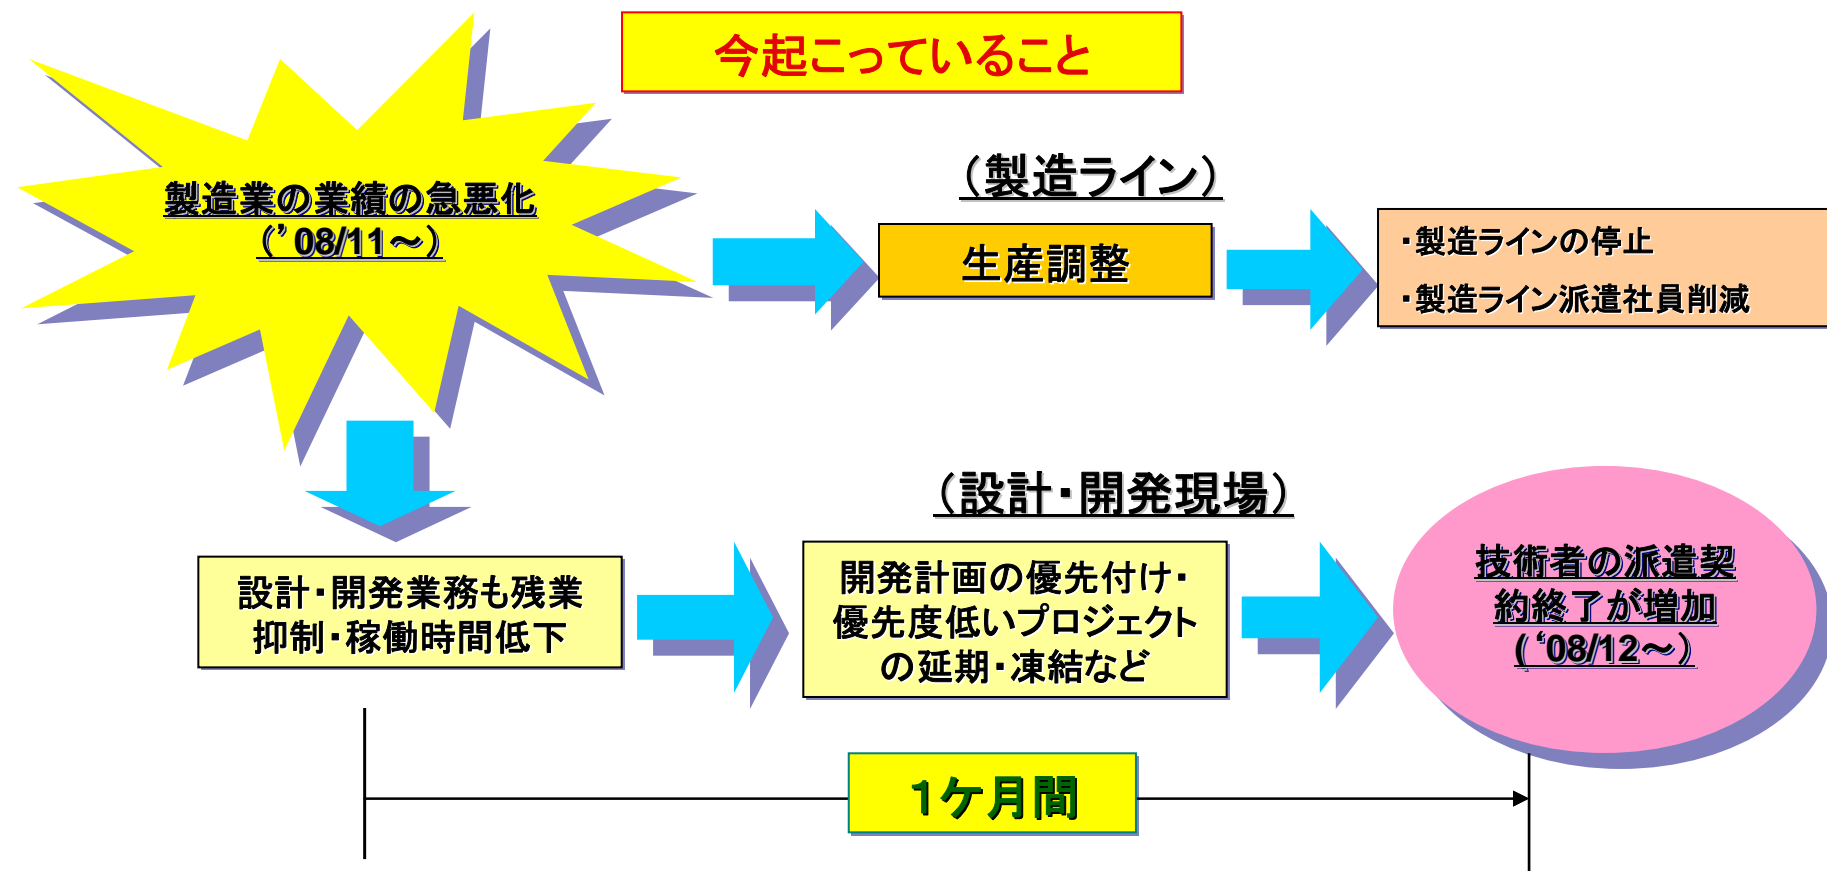 今起こっていること
製造業の業績の急悪化
(’08/11～)
（製造ライン）
生産調整
・製造ラインの停止
・製造ライン派遣社員削減
（設計・開発現場）
設計・開発業務も残業
抑制・稼働時間低下
開発計画の優先付け・
優先度低いプロジェクト
の延期・凍結など
技術者の派遣契
約終了が増加
(‘08/12～)
１ケ月間